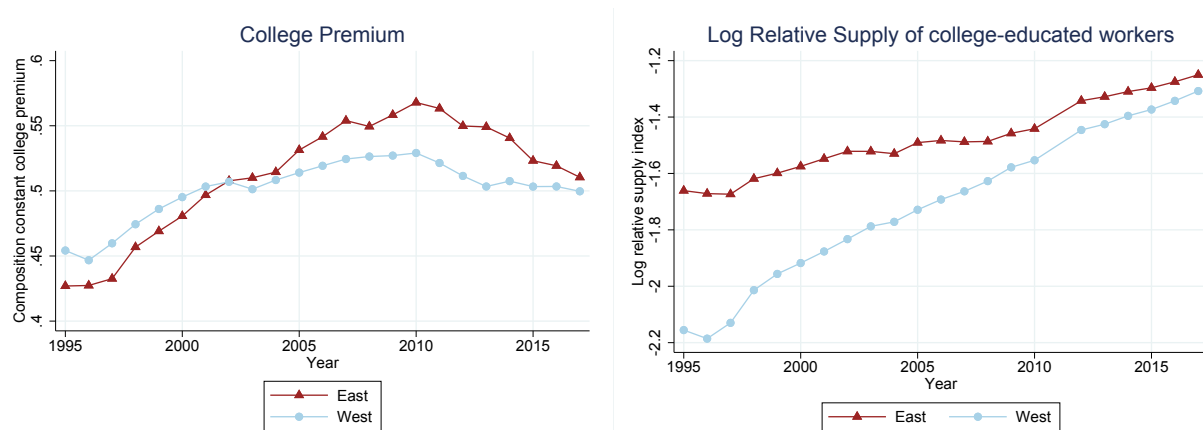 College Premium
Composition constant college premium
.6
.55
.5
.45
.4
1995 2000 2005 2010 2015
Year
East
West
Log Relative Supply of college-educated workers
Log relative supply index
-1.2
-1.4
-1.6
-1.8
-2
-2.2
1995 2000 2005 2010 2015
Year
East West